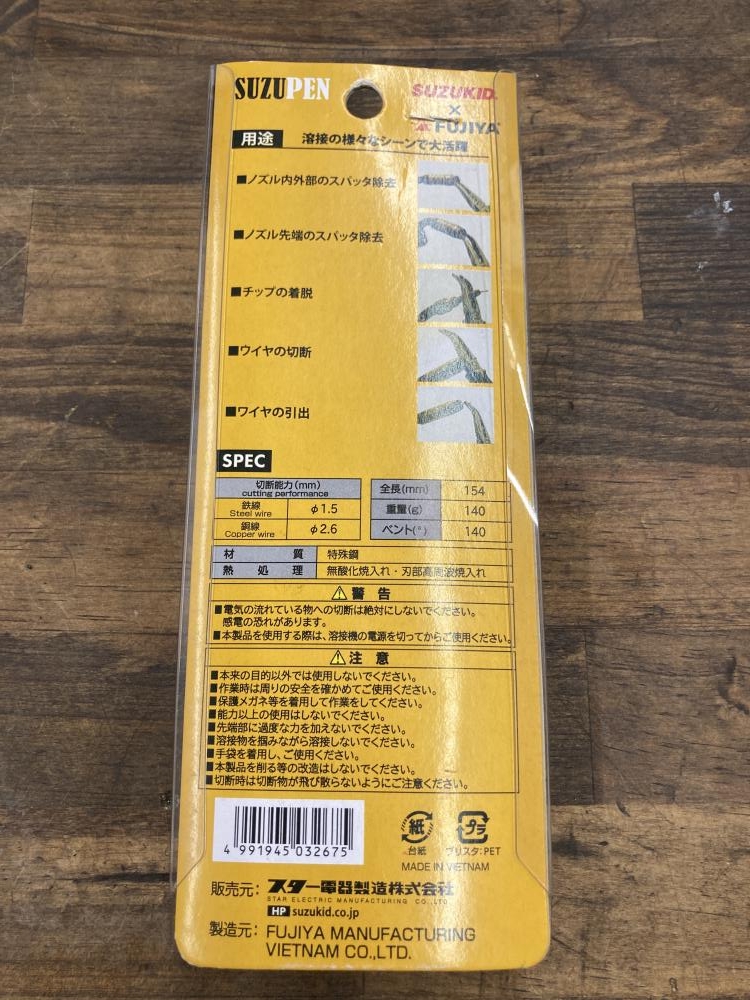 SUZUPEN
SUZUKID
×
FUJIYA
用途 溶接の様々なシーンで大活躍
■ノズル内外部のスパッタ除去
■ノズル先端のスパッタ除去
■チップの着脱
■ワイヤの切断
■ワイヤの引出
SPEC
切断能力(mm)
cutting performance
鉄線
Steel wire
φ1.5
銅線
Copper wire
φ2.6
全長(mm) 154
重量(g) 140
ベント(°) 140
材質 特殊鋼
熱処理 無酸化焼入れ・刃部高周波焼入れ
⚠警告
■電気の流れている物への切断は絶対にしないでください。
感電の恐れがあります。
■本製品を使用する際は、溶接機の電源を切ってからご使用ください。
⚠注意
■本来の目的以外では使用しないでください。
■作業時は周りの安全を確かめてご使用ください。
■保護メガネ等を着用して作業をしてください。
■能力以上の使用はしないでください。
■先端部に過度な力を加えないでください。
■溶接物を掴みながら溶接しないでください。
■手袋を着用し、ご使用ください。
■本製品を削る等の改造はしないでください。
■切断時は切断物が飛び散らないようにご注意ください。
4 991945 032675
紙
台紙
プラ
ブリスタ:PET
MADE IN VIETNAM
販売元: スター電器製造株式会社
STAR ELECTRIC MANUFACTURING CO.,LTD.
HP suzukid.co.jp
製造元: FUJIYA MANUFACTURING
VIETNAM CO.,LTD.